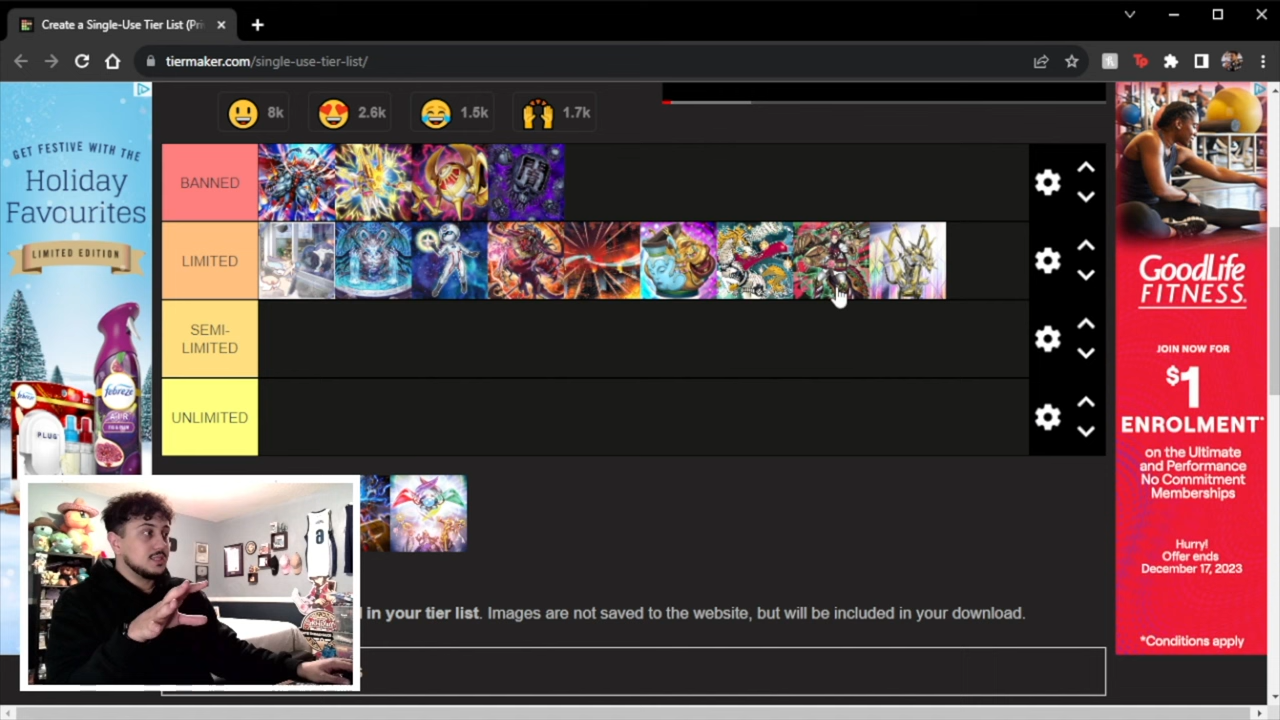 Create a Single-Use Tier List (Pri
tiermaker.com/single-use-tier-list/
8k
2.6k
1.5k
1.7k
GET FESTIVE WITH THE
Holiday
Favourites
LIMITED EDITION
febreze
PLUG
febreze
BANNED
LIMITED
SEMI-
LIMITED
UNLIMITED
GoodLife
FITNESS.
JOIN NOW FOR
$1
ENROLMENT*
on the Ultimate
and Performance
No Commitment
Memberships
Hurry!
Offer ends
December 17, 2023
*Conditions apply
in your tier list. Images are not saved to the website, but will be included in your download.